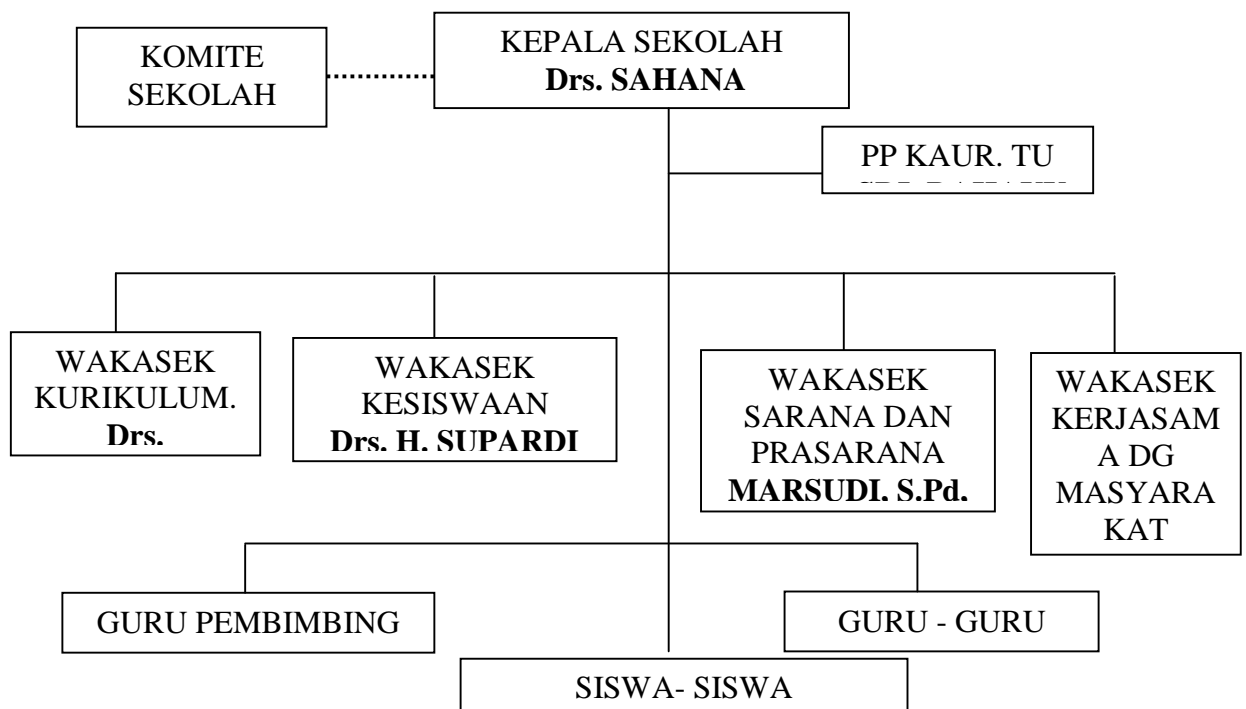 KOMITE
SEKOLAH
KEPALA SEKOLAH
Drs. SAHANA
PP KAUR. TU
WAKASEK
KURIKULUM.
Drs.
WAKASEK
KESISWAAN
Drs. H. SUPARDI
WAKASEK
SARANA DAN
PRASARANA
MARSUDI, S.Pd,
WAKASEK
KERJASAM
A DG
MASYARA
KAT
GURU PEMBIMBING
GURU - GURU
SISWA- SISWA